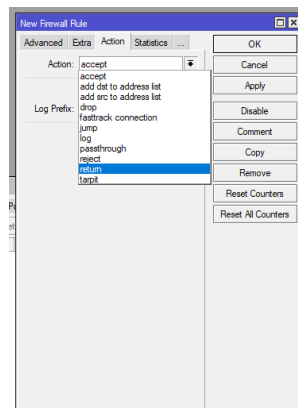 New Firewall Rule
Advanced Extra Action Statistics ...
Action: accept
accept
add dst to address list
add src to address list
drop
fasttrack connection
jump
log
passthrough
reject
return
tarpit
Log Prefix:
OK
Cancel
Apply
Disable
Comment
Copy
Remove
Reset Counters
Reset All Counters